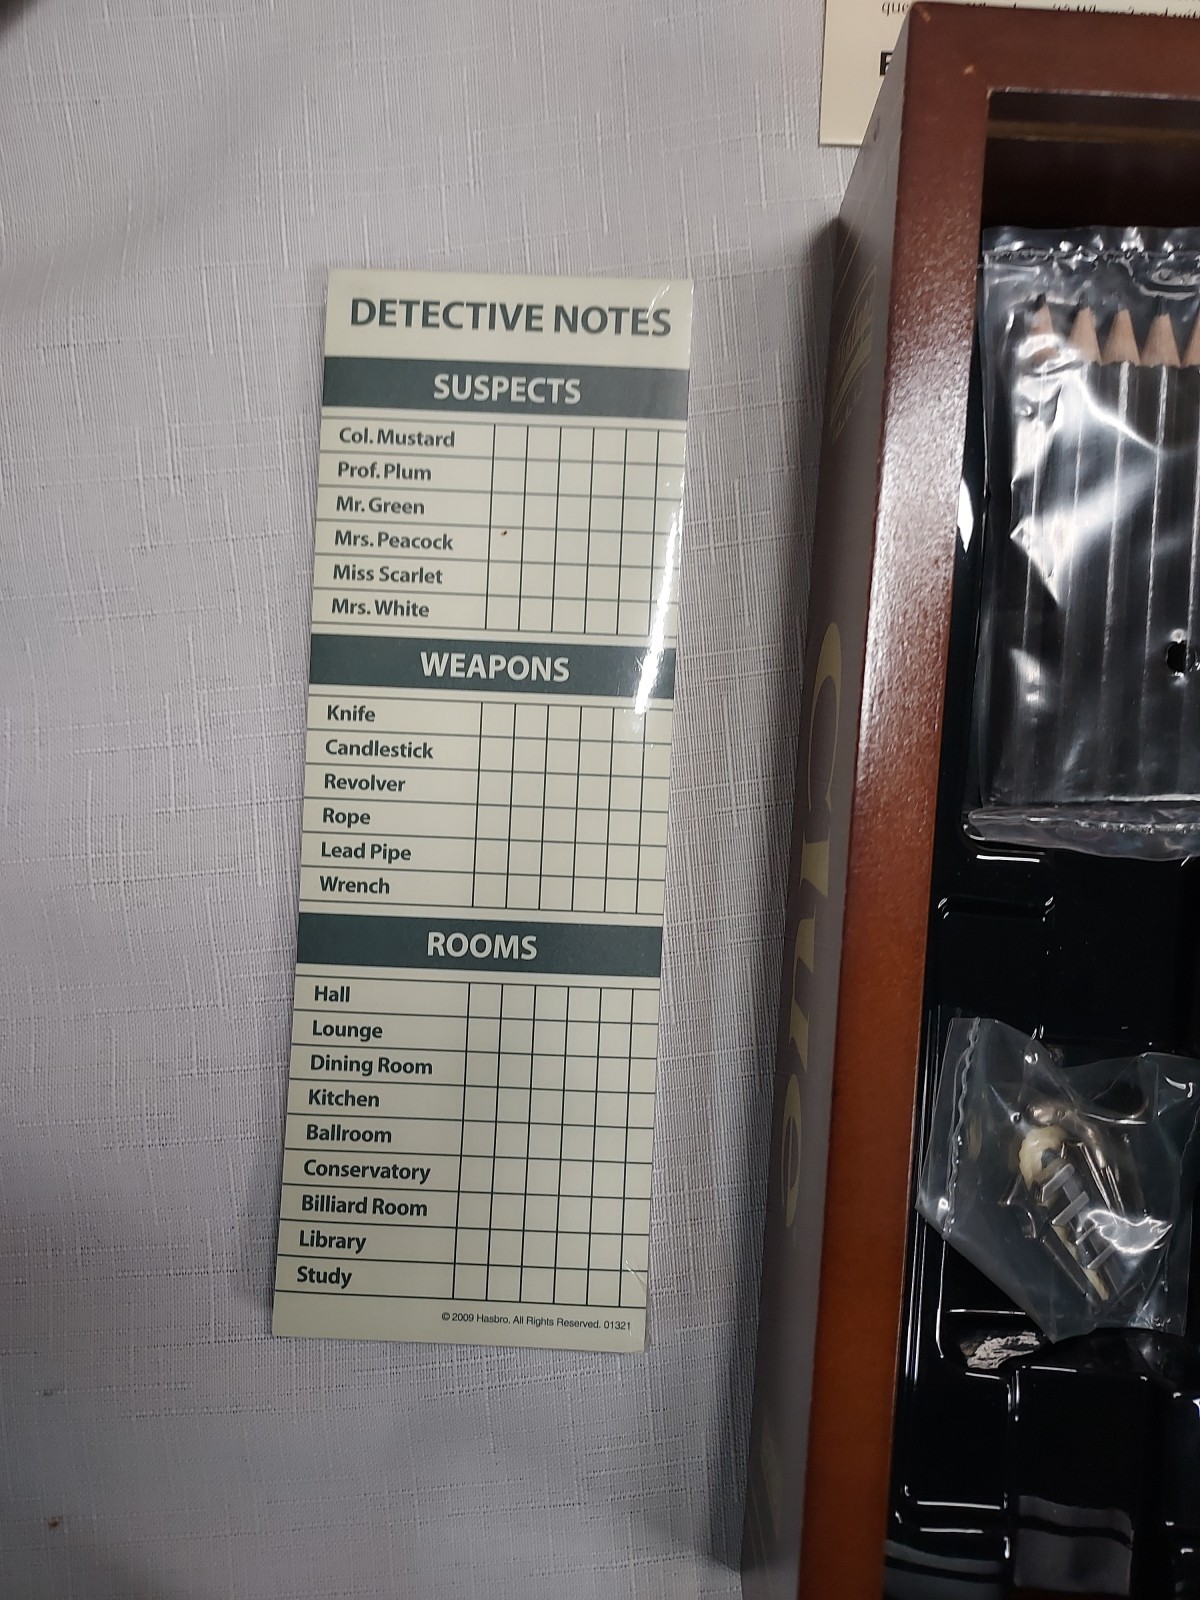 DETECTIVE NOTES
SUSPECTS
Col. Mustard
Prof. Plum
Mr. Green
Mrs. Peacock
Miss Scarlet
Mrs. White
WEAPONS
Knife
Candlestick
Revolver
Rope
Lead Pipe
Wrench
ROOMS
Hall
Lounge
Dining Room
Kitchen
Ballroom
Conservatory
Billiard Room
Library
Study
© 2009 Hasbro. All Rights Reserved. 01321
Clue